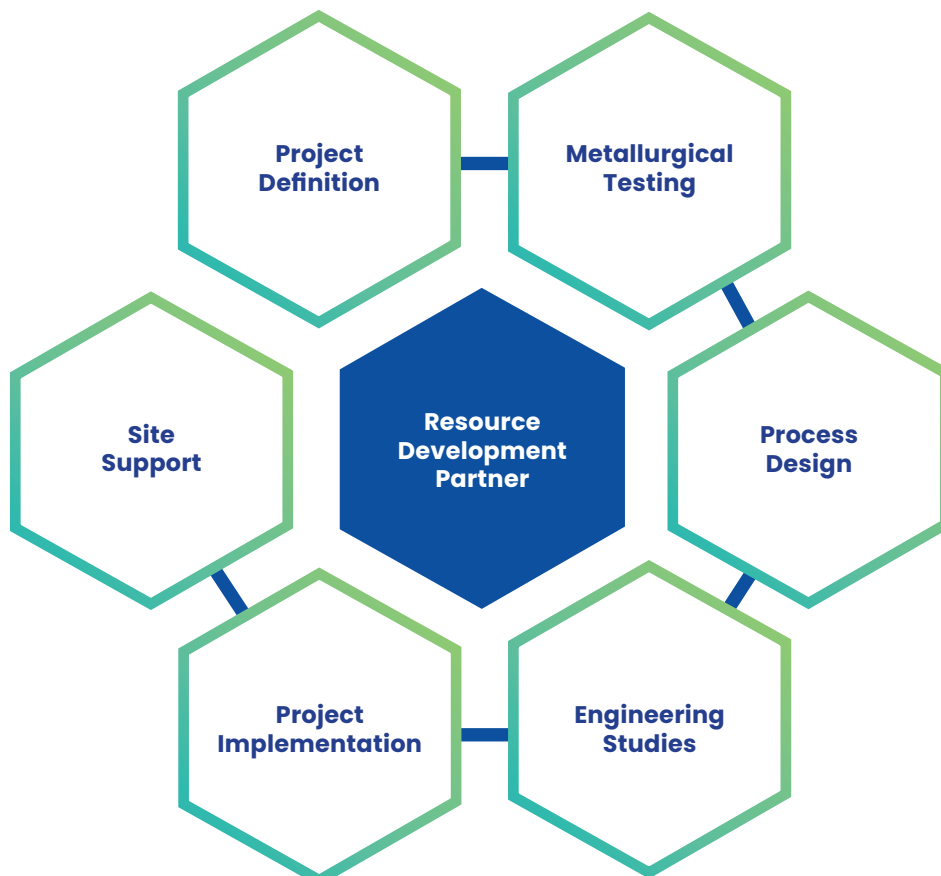 Project
Definition
Metallurgical
Testing
Site
Support
Resource
Development
Partner
Process
Design
Project
Implementation
Engineering
Studies